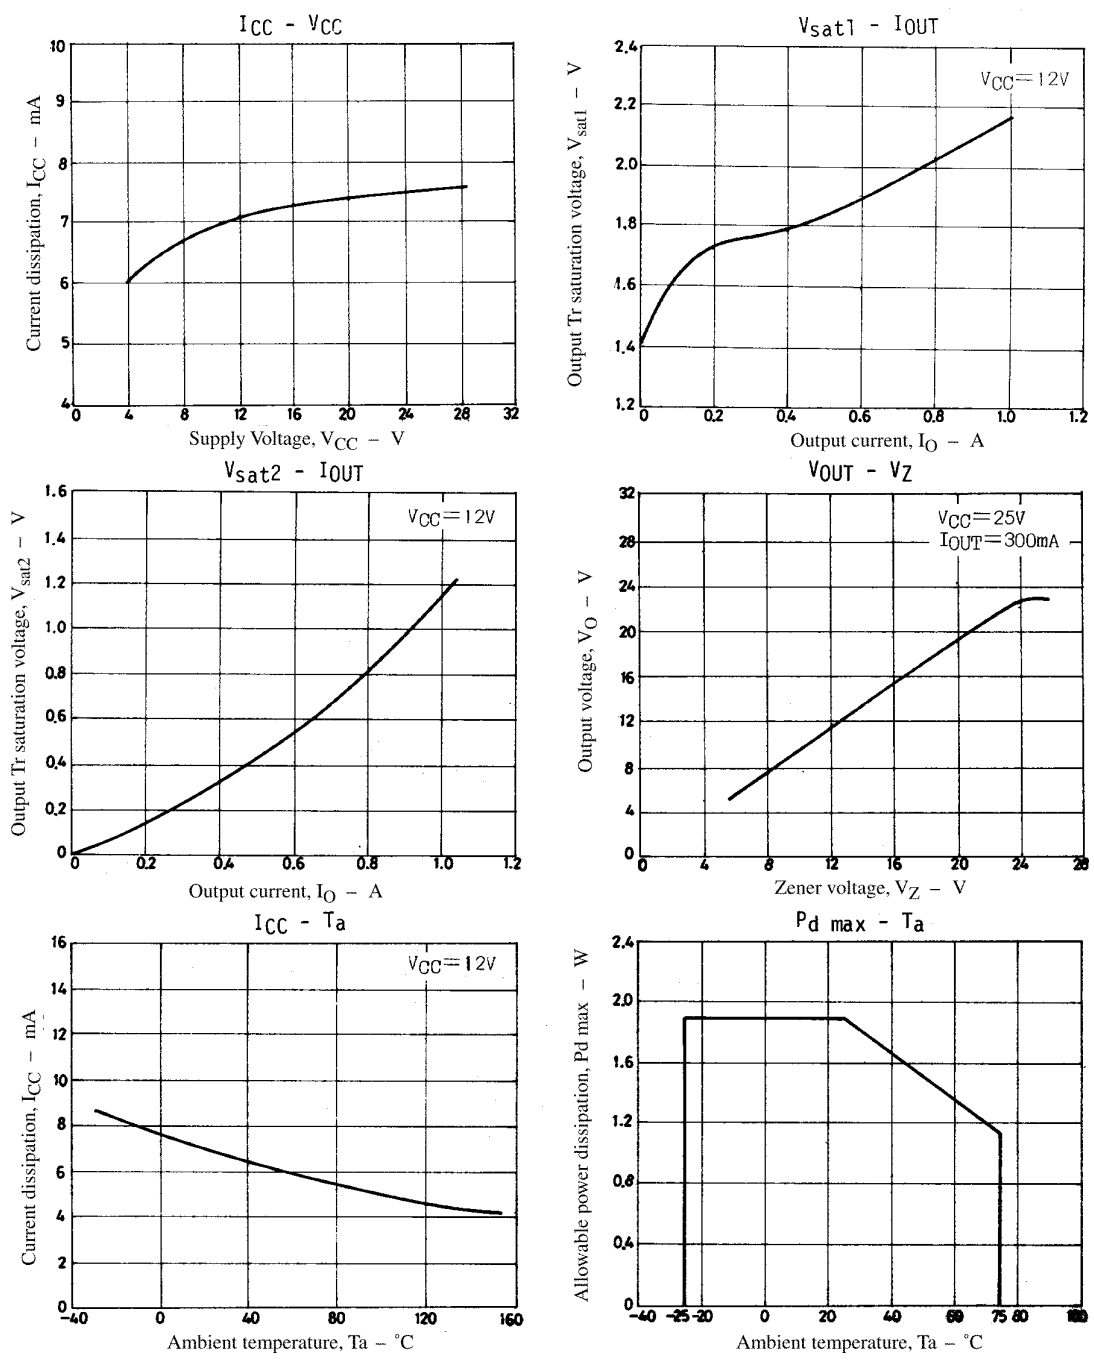 ICC – VCC
10
9
8
7
6
5
4
0 4 8 12 16 20 24 28 32
Current dissipation, ICC – mA
Supply Voltage, VCC – V
Vsat1 – IOUT
VCC=12V
2.4
2.2
2.0
1.8
1.6
1.4
1.2
0 0.2 0.4 0.6 0.8 1.0 1.2
Output Tr saturation voltage, Vsat1 – V
Output current, IO – A
Vsat2 – IOUT
VCC=12V
1.6
1.4
1.2
1.0
0.8
0.6
0.4
0.2
0
0 0.2 0.4 0.6 0.8 1.0 1.2
Output Tr saturation voltage, Vsat2 – V
Output current, IO – A
VOUT – VZ
VCC=25V
IOUT=300mA
32
28
24
20
16
12
8
4
0
0 4 8 12 16 20 24 28
Output voltage, VO – V
Zener voltage, VZ – V
ICC – Ta
VCC=12V
16
14
12
10
8
6
4
2
0
–40 0 40 80 120 160
Current dissipation, ICC – mA
Ambient temperature, Ta – °C
Pd max – Ta
2.4
2.0
1.6
1.2
0.8
0.4
0
–40 –25 –20 0 20 40 60 75 80 100
Allowable power dissipation, Pd max – W
Ambient temperature, Ta – °C